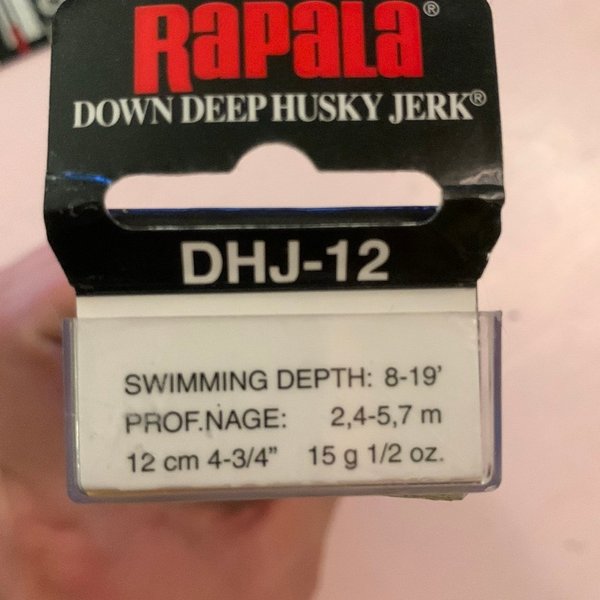 RAPALA®
DOWN DEEP HUSKY JERK®
DHJ-12
SWIMMING DEPTH: 8-19'
PROF.NAGE: 2,4-5,7 m
12 cm 4-3/4" 15 g 1/2 oz.